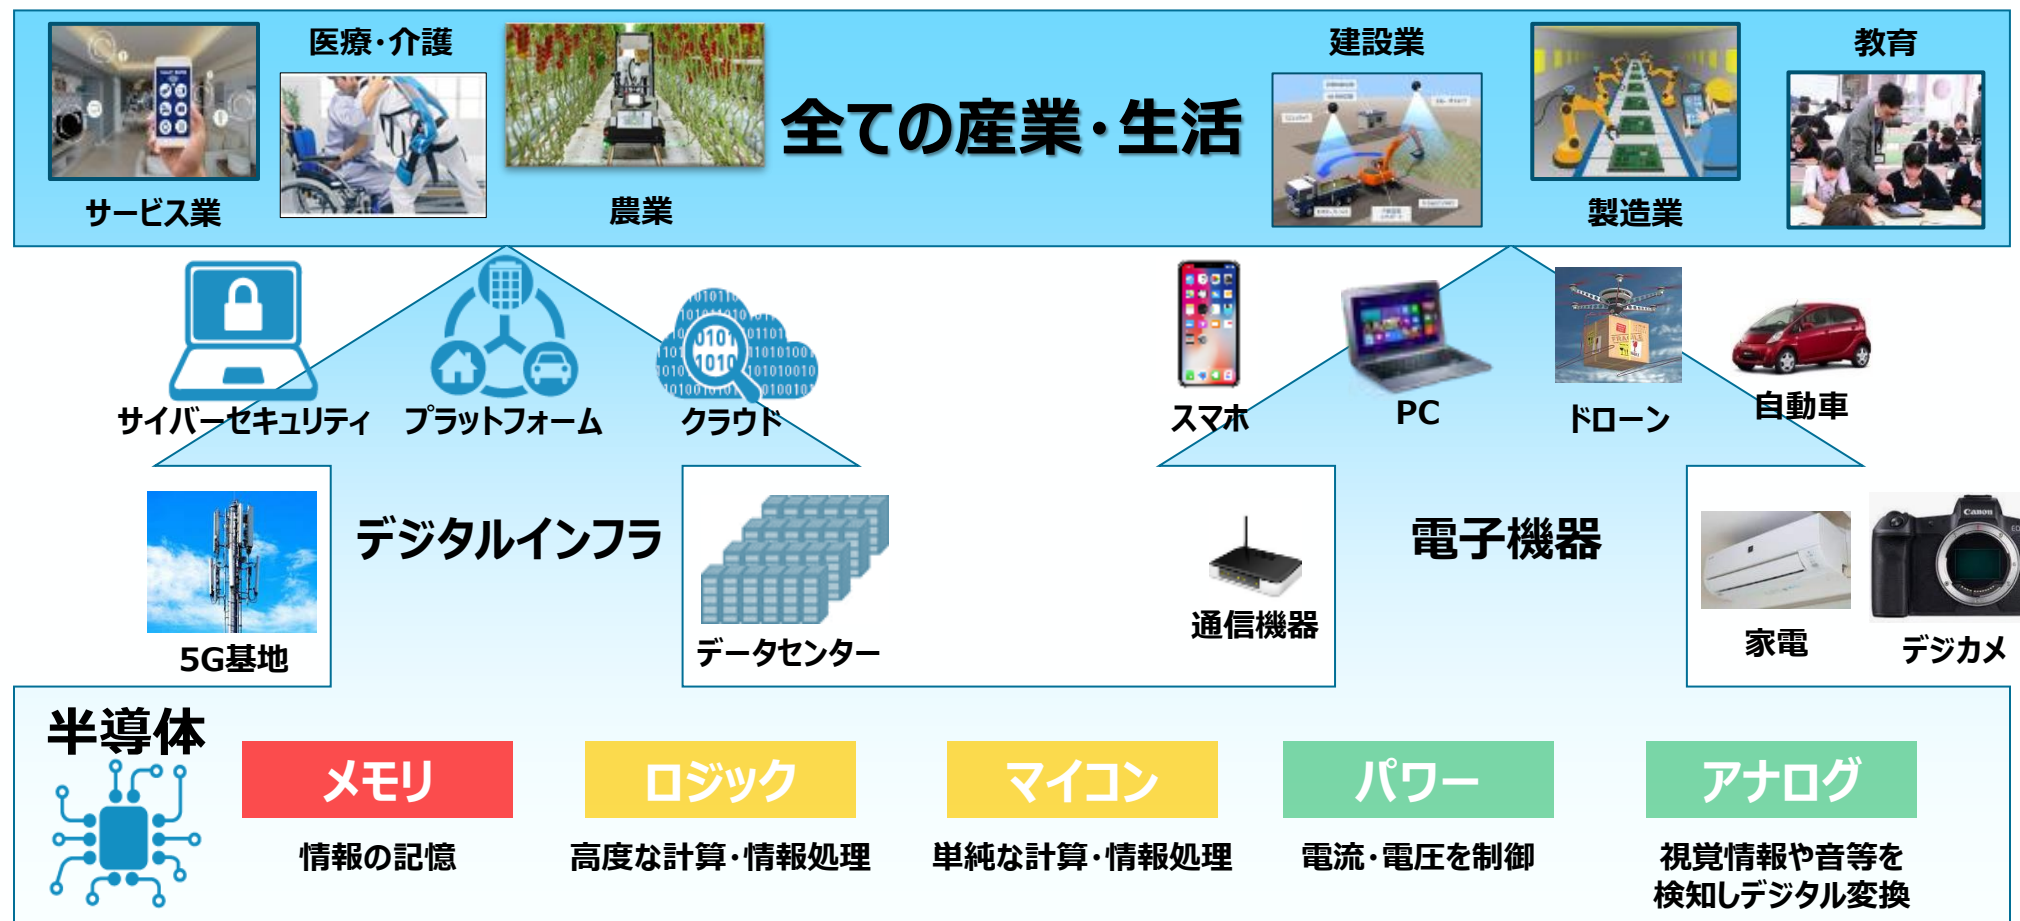 医療・介護
建設業
教育
全ての産業・生活
サービス業
農業
製造業
サイバーセキュリティ
プラットフォーム
クラウド
スマホ
PC
ドローン
自動車
デジタルインフラ
電子機器
Canon
5G基地
データセンター
通信機器
家電
デジカメ
半導体
メモリ
ロジック
マイコン
パワー
アナログ
情報の記憶
高度な計算・情報処理
単純な計算・情報処理
電流・電圧を制御
視覚情報や音等を
検知しデジタル変換